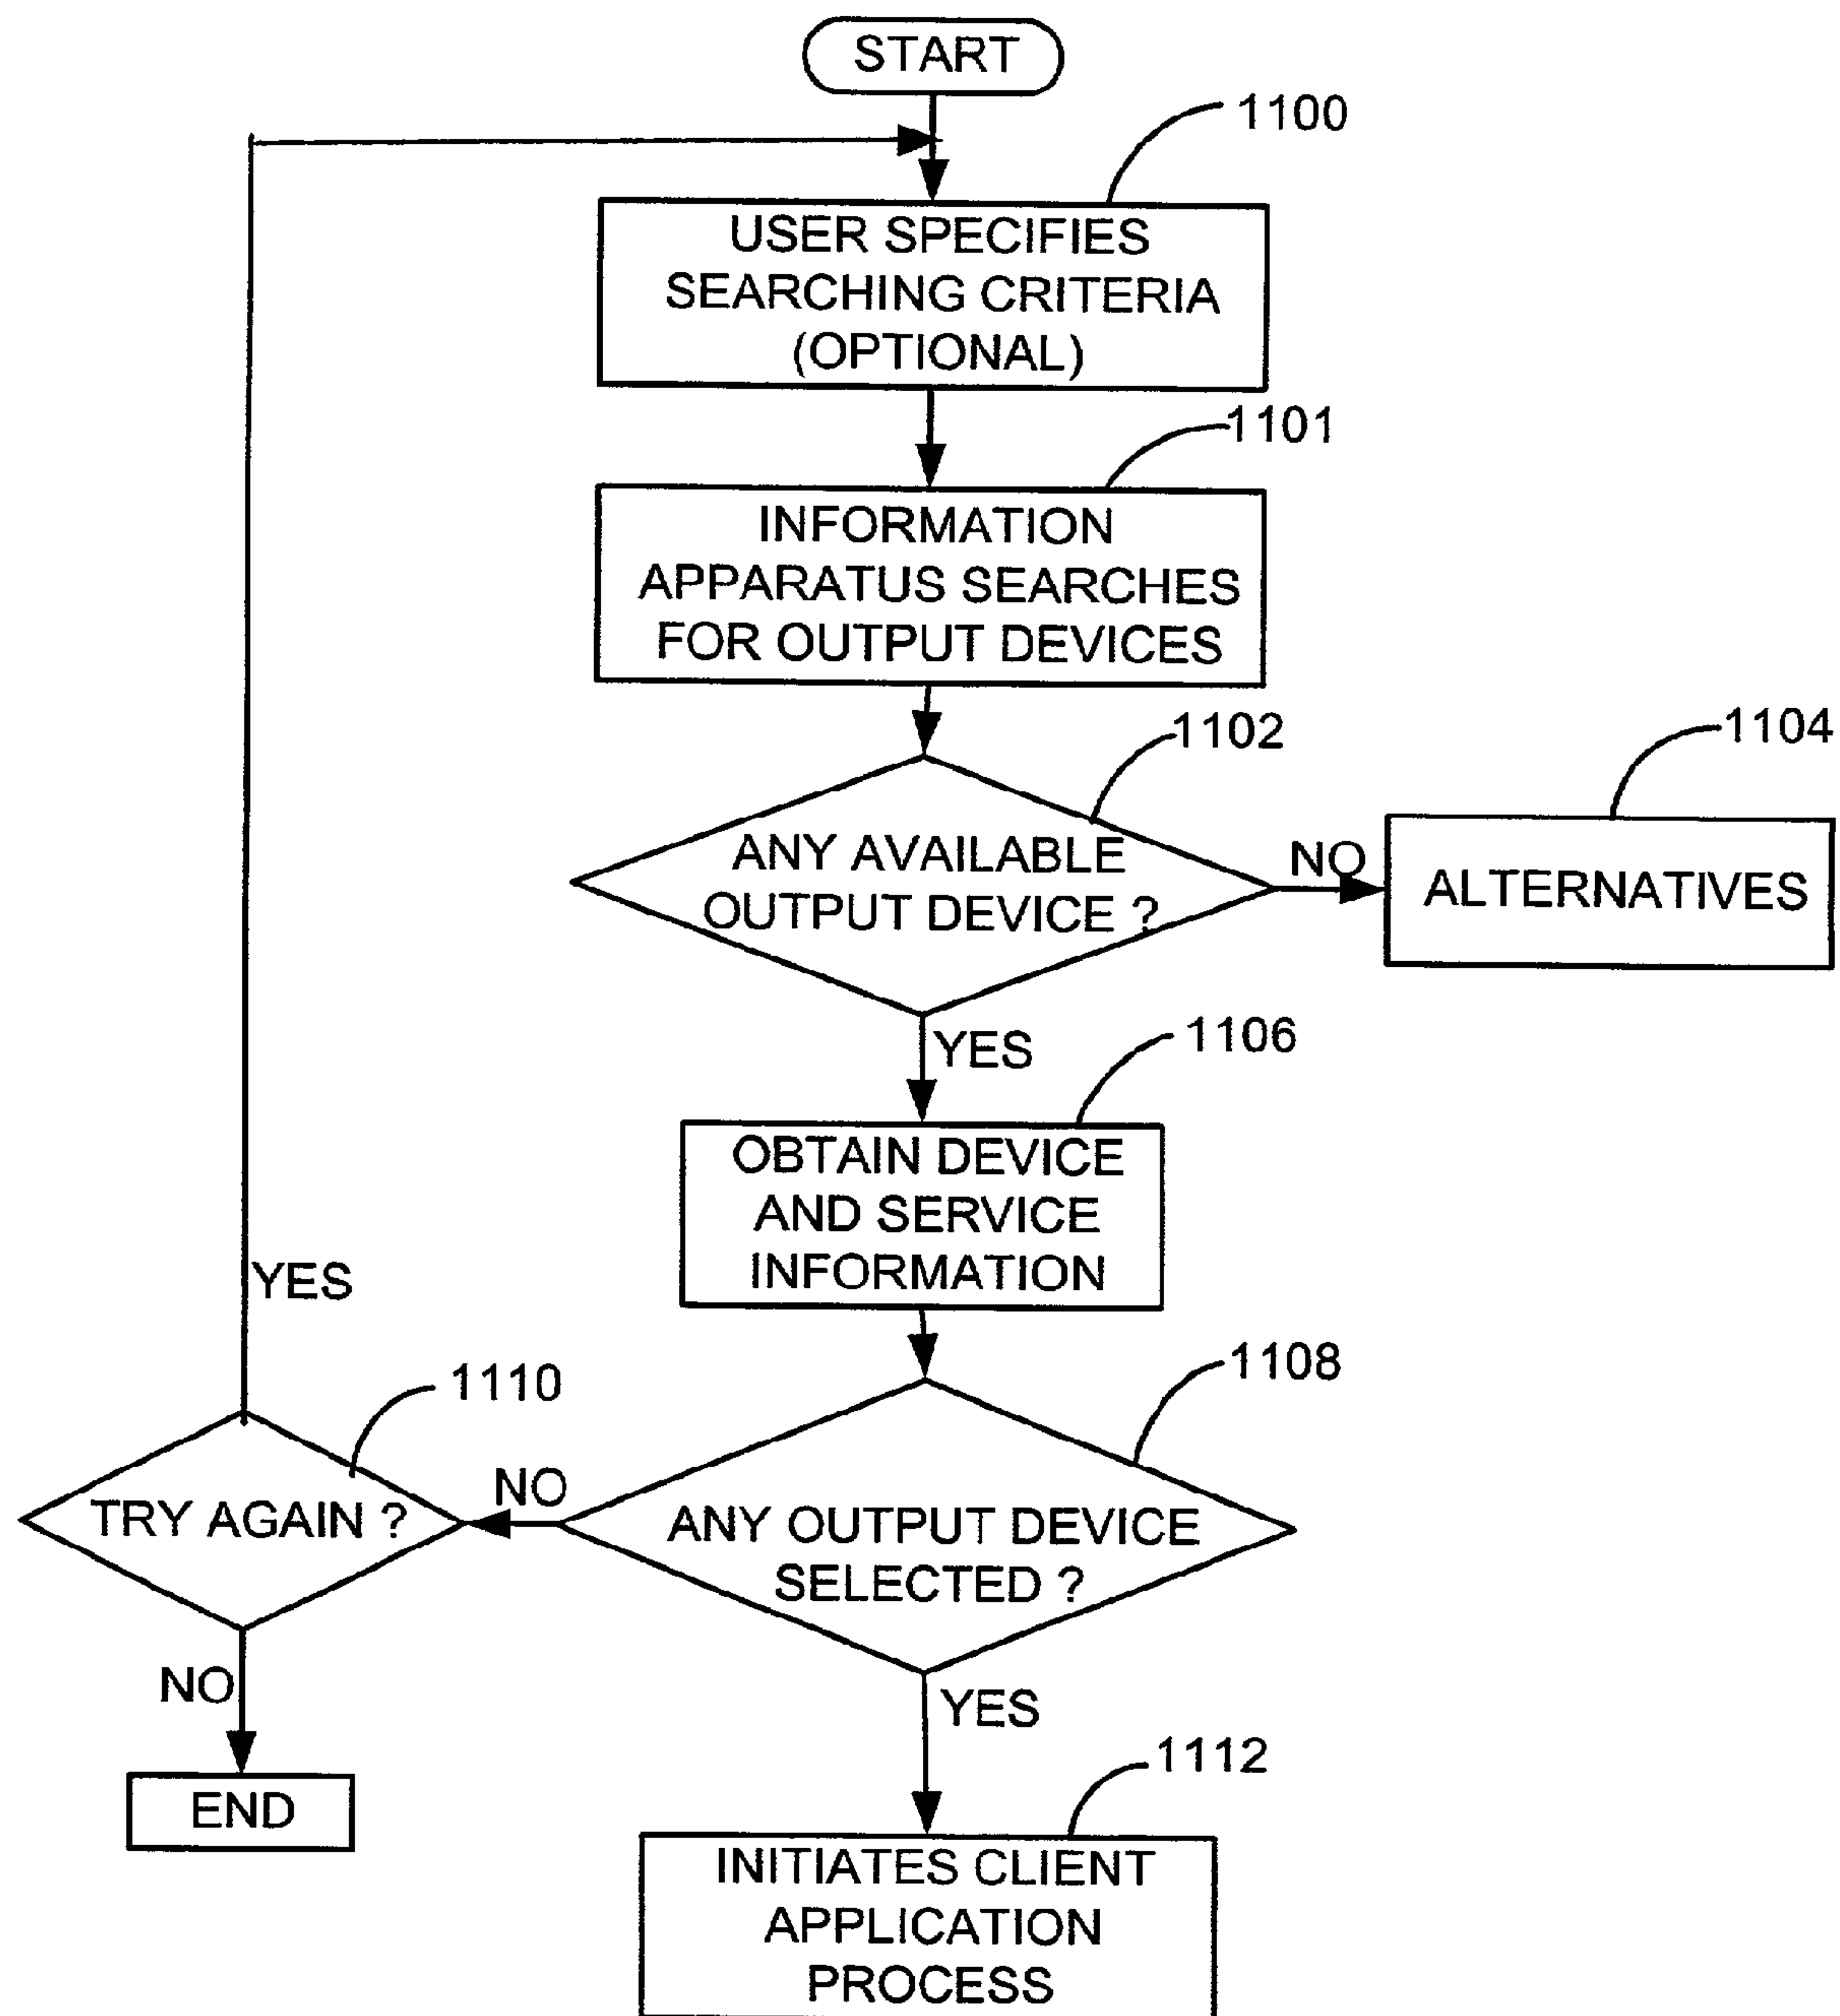 START
1100
USER SPECIFIES
SEARCHING CRITERIA
(OPTIONAL)
1101
INFORMATION
APPARATUS SEARCHES
FOR OUTPUT DEVICES
1102
1104
ANY AVAILABLE
OUTPUT DEVICE ?
NO
ALTERNATIVES
YES
1106
OBTAIN DEVICE
AND SERVICE
INFORMATION
YES
1108
1110
ANY OUTPUT DEVICE
SELECTED ?
NO
TRY AGAIN ?
NO
END
YES
1112
INITIATES CLIENT
APPLICATION
PROCESS